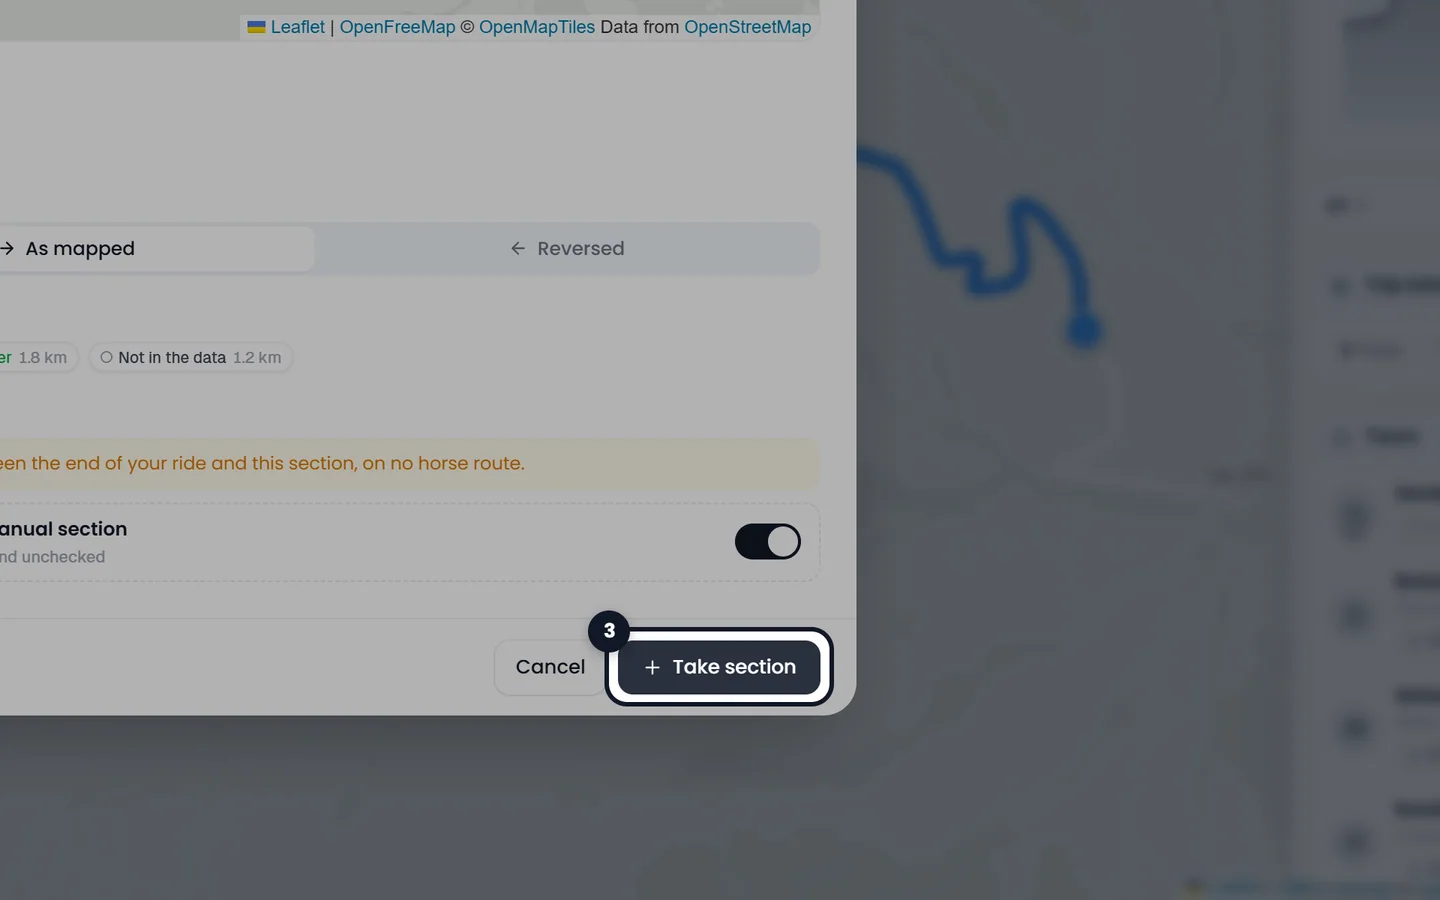 Leaflet | OpenFreeMap © OpenMapTiles Data from OpenStreetMap
→ As mapped
← Reversed
er 1.8 km
Not in the data 1.2 km
een the end of your ride and this section, on no horse route.
anual section
nd unchecked
3
Cancel
+ Take section